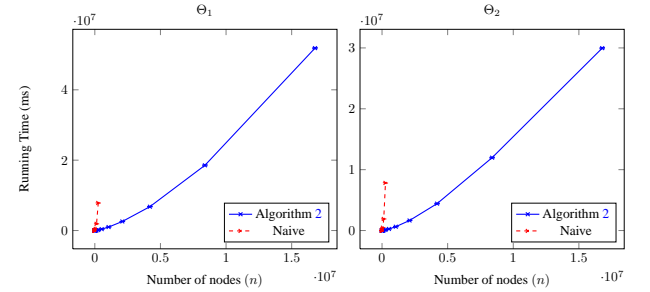 Θ1
Θ2
·10^7
·10^7
Running Time (ms)
4
2
0
3
2
1
0
Algorithm 2
Naive
Algorithm 2
Naive
0
0.5
1
1.5
0
0.5
1
1.5
Number of nodes (n)
·10^7
Number of nodes (n)
·10^7